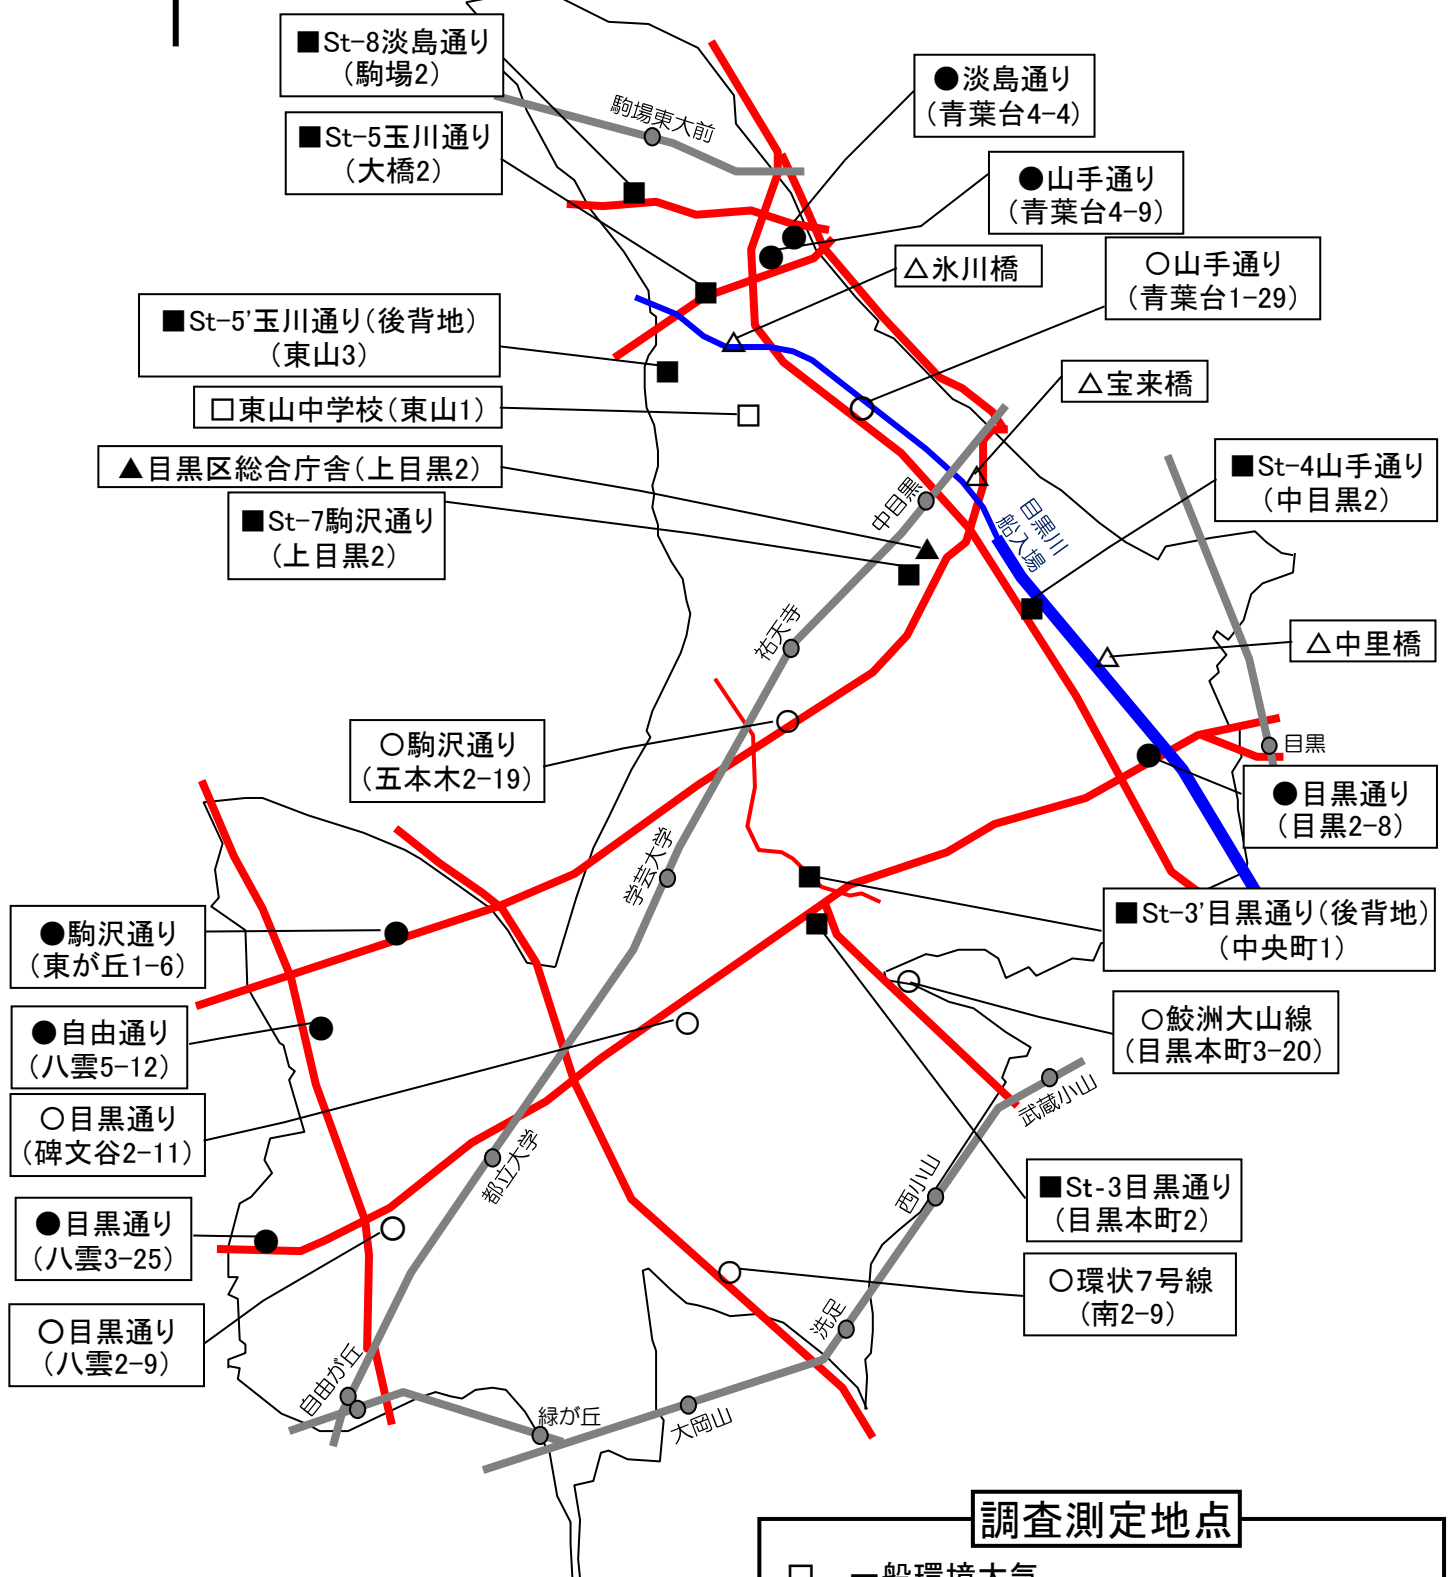 ■St-8淡島通り
(駒場2)
●淡島通り
(青葉台4-4)
駒場東大前
■St-5玉川通り
(大橋2)
●山手通り
(青葉台4-9)
△氷川橋
○山手通り
(青葉台1-29)
■St-5'玉川通り(後背地)
(東山3)
△宝来橋
□東山中学校(東山1)
▲目黒区総合庁舎(上目黒2)
■St-4山手通り
(中目黒2)
中目黒
■St-7駒沢通り
(上目黒2)
目黒川
船入場
祐天寺
△中里橋
○駒沢通り
(五本木2-19)
目黒
●目黒通り
(目黒2-8)
学芸大学
●駒沢通り
(東が丘1-6)
■St-3'目黒通り(後背地)
(中央町1)
●自由通り
(八雲5-12)
○鮫洲大山線
(目黒本町3-20)
武蔵小山
○目黒通り
(碑文谷2-11)
都立大学
西小山
■St-3目黒通り
(目黒本町2)
●目黒通り
(八雲3-25)
○環状7号線
(南2-9)
洗足
○目黒通り
(八雲2-9)
自由が丘
緑が丘
大岡山
調査測定地点
□ 一般環境大気